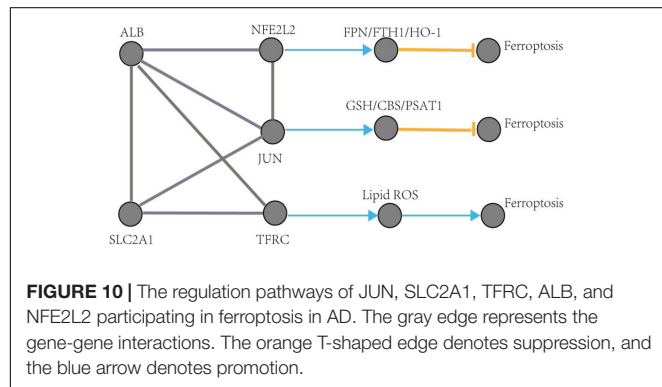 ALB
NFE2L2
FPN/FTH1/HO-1
Ferroptosis
GSH/CBS/PSAT1
Ferroptosis
JUN
Lipid ROS
Ferroptosis
SLC2A1
TFRC
FIGURE 10 | The regulation pathways of JUN, SLC2A1, TFRC, ALB, and
NFE2L2 participating in ferroptosis in AD. The gray edge represents the
gene-gene interactions. The orange T-shaped edge denotes suppression, and
the blue arrow denotes promotion.